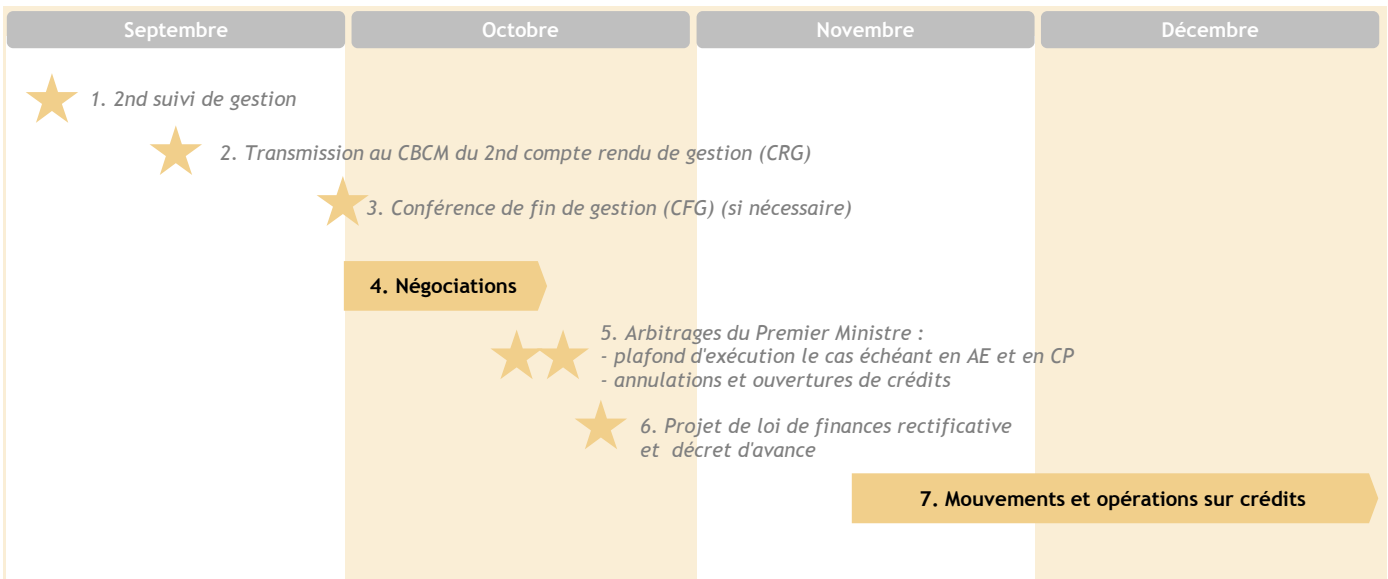 Septembre
Octobre
Novembre
Décembre
1. 2nd suivi de gestion
2. Transmission au CBCM du 2nd compte rendu de gestion (CRG)
3. Conférence de fin de gestion (CFG) (si nécessaire)
4. Négociations
5. Arbitrages du Premier Ministre :
- plafond d'exécution le cas échéant en AE et en CP
- annulations et ouvertures de crédits
6. Projet de loi de finances rectificative
et  décret d'avance
7. Mouvements et opérations sur crédits